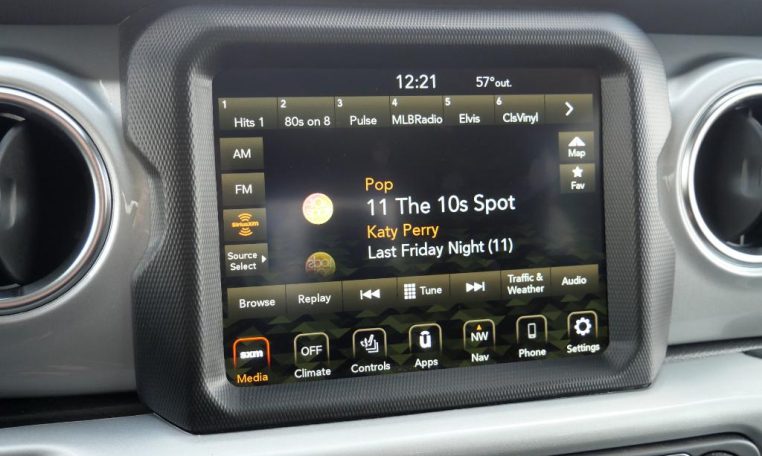 12:21 57°out.
1 Hits 1
2 80s on 8
3 Pulse
4 MLBRadio
5 Elvis
6 ClsVinyl
AM
Map
FM
Fav
Pop
11 The 10s Spot
siriusxm
Katy Perry
Last Friday Night (11)
Source
Select
Browse
Replay
Tune
Traffic &
Weather
Audio
sxm
Media
OFF
Climate
Controls
Apps
NW
Nav
Phone
Settings